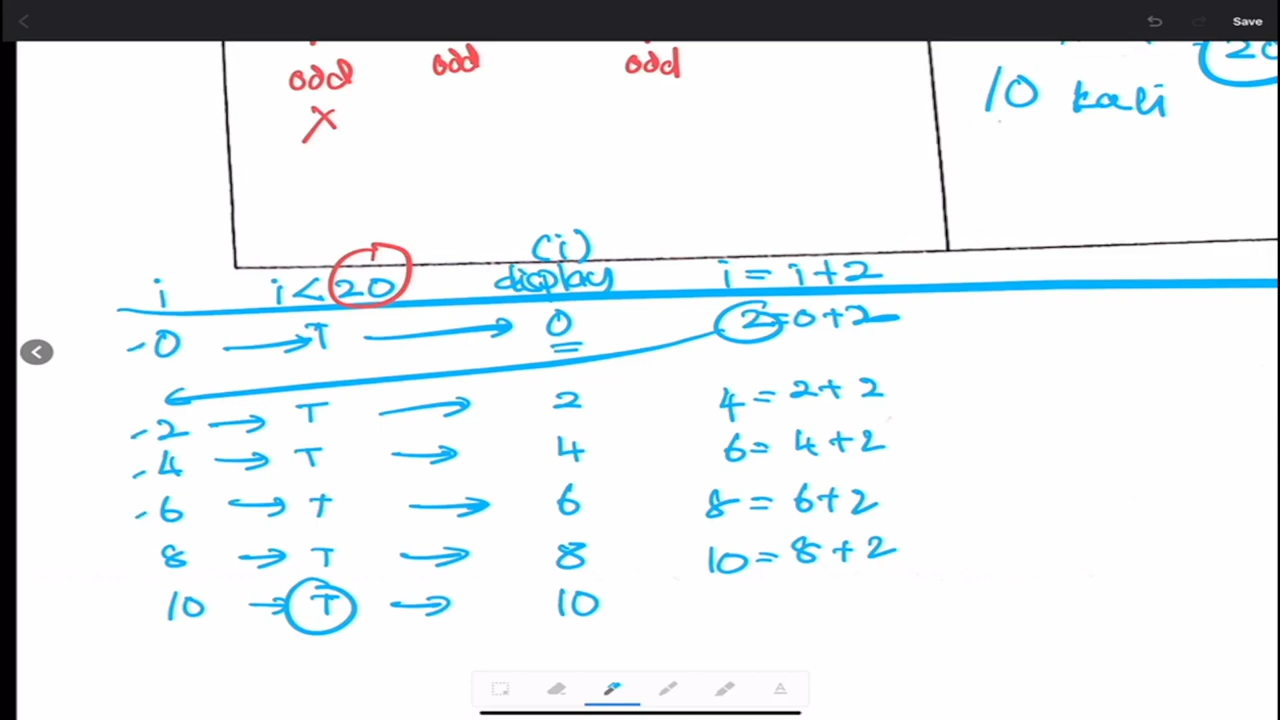 Save
odd odd odd
X
20
10 kali
(i)
i i<20 display i = i+2
-0 → T → 0 2=0+2
-2 → T → 2 4 = 2+2
-4 → T → 4 6= 4+2
-6 → T → 6 8 = 6+2
8 → T → 8 10= 8+2
10 → T → 10
A